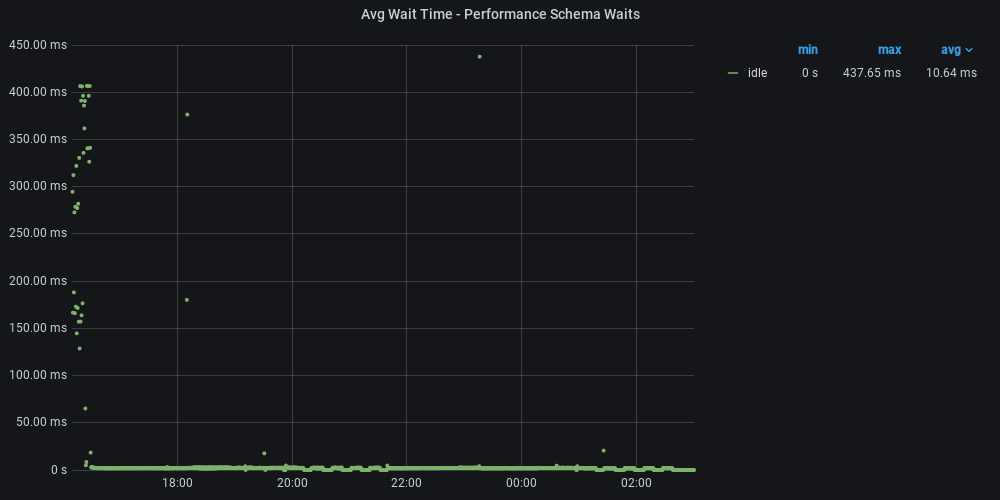 Avg Wait Time - Performance Schema Waits
min max avg
idle 0 s 437.65 ms 10.64 ms
450.00 ms
400.00 ms
350.00 ms
300.00 ms
250.00 ms
200.00 ms
150.00 ms
100.00 ms
50.00 ms
0 s
18:00 20:00 22:00 00:00 02:00